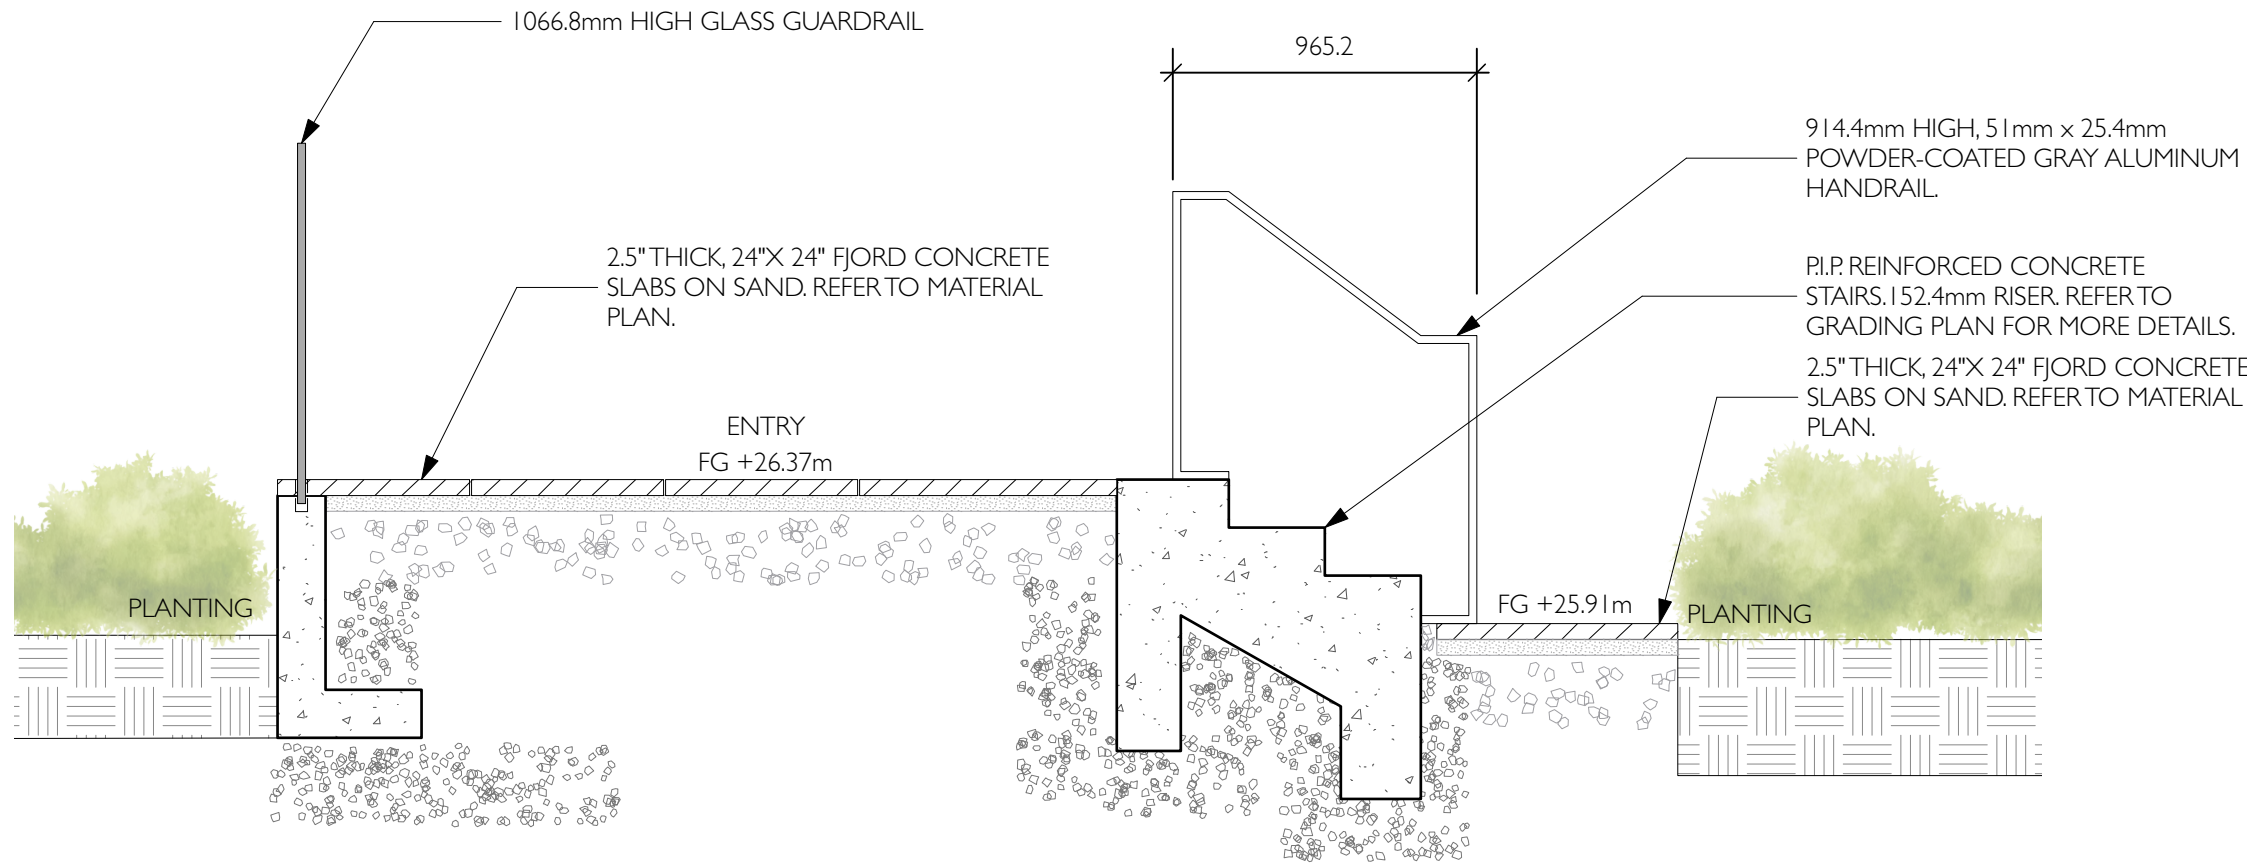 1066.8mm HIGH GLASS GUARDRAIL
965.2
914.4mm HIGH, 51mm x 25.4mm
POWDER-COATED GRAY ALUMINUM
HANDRAIL.
2.5" THICK, 24"X 24" FJORD CONCRETE
SLABS ON SAND. REFER TO MATERIAL
PLAN.
P.I.P. REINFORCED CONCRETE
STAIRS.152.4mm RISER. REFER TO
GRADING PLAN FOR MORE DETAILS.
2.5" THICK, 24"X 24" FJORD CONCRETE
SLABS ON SAND. REFER TO MATERIAL
PLAN.
ENTRY
FG +26.37m
PLANTING
FG +25.91m
PLANTING